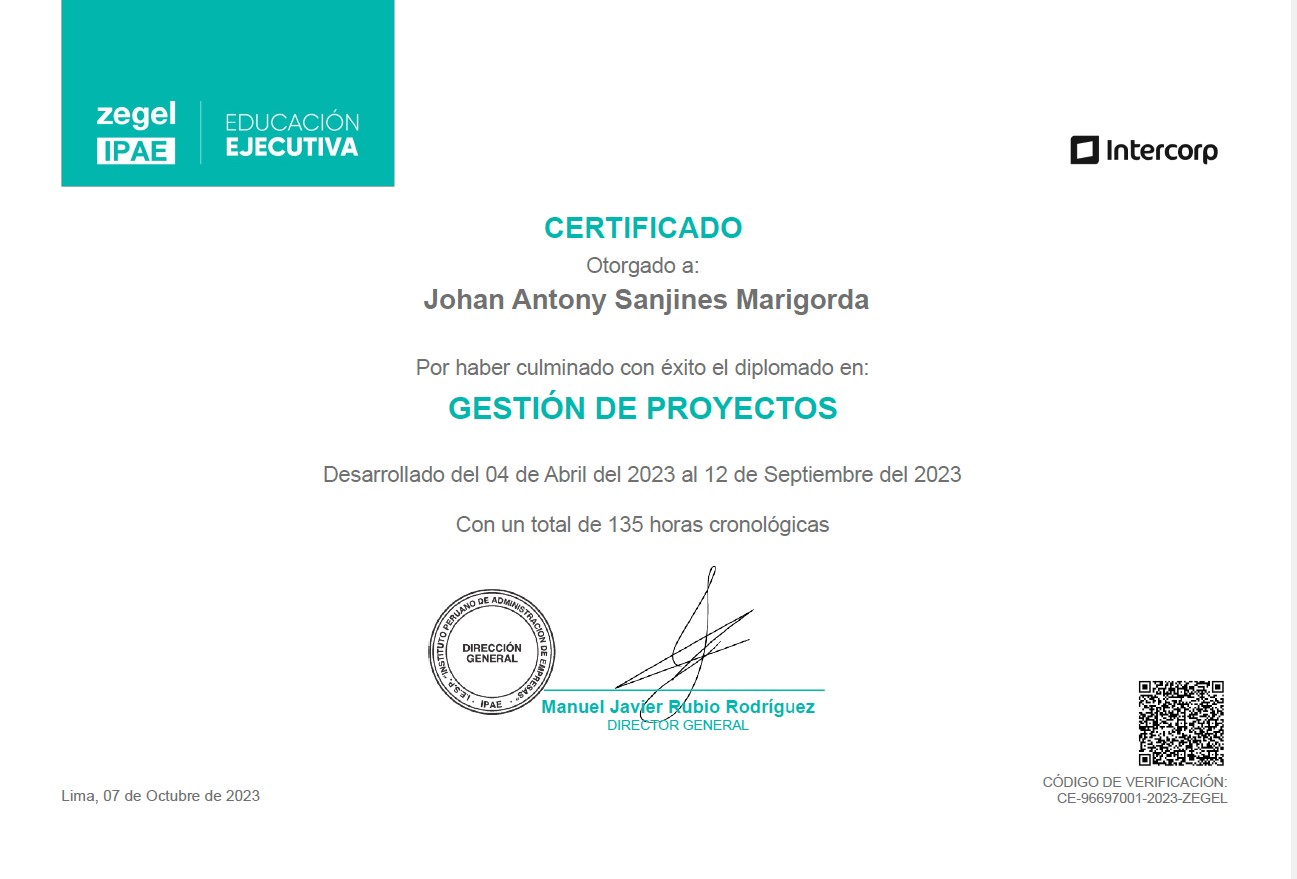 zegel
IPAE
EDUCACIÓN
EJECUTIVA
Intercorp
CERTIFICADO
Otorgado a:
Johan Antony Sanjines Marigorda
Por haber culminado con éxito el diplomado en:
GESTIÓN DE PROYECTOS
Desarrollado del 04 de Abril del 2023 al 12 de Septiembre del 2023
Con un total de 135 horas cronológicas
I.E.S.P. "INSTITUTO PERUANO DE ADMINISTRACION DE EMPRESAS"
DIRECCIÓN
GENERAL
· IPAE ·
Manuel Javier Rubio Rodríguez
DIRECTOR GENERAL
Lima, 07 de Octubre de 2023
CÓDIGO DE VERIFICACIÓN:
CE-96697001-2023-ZEGEL